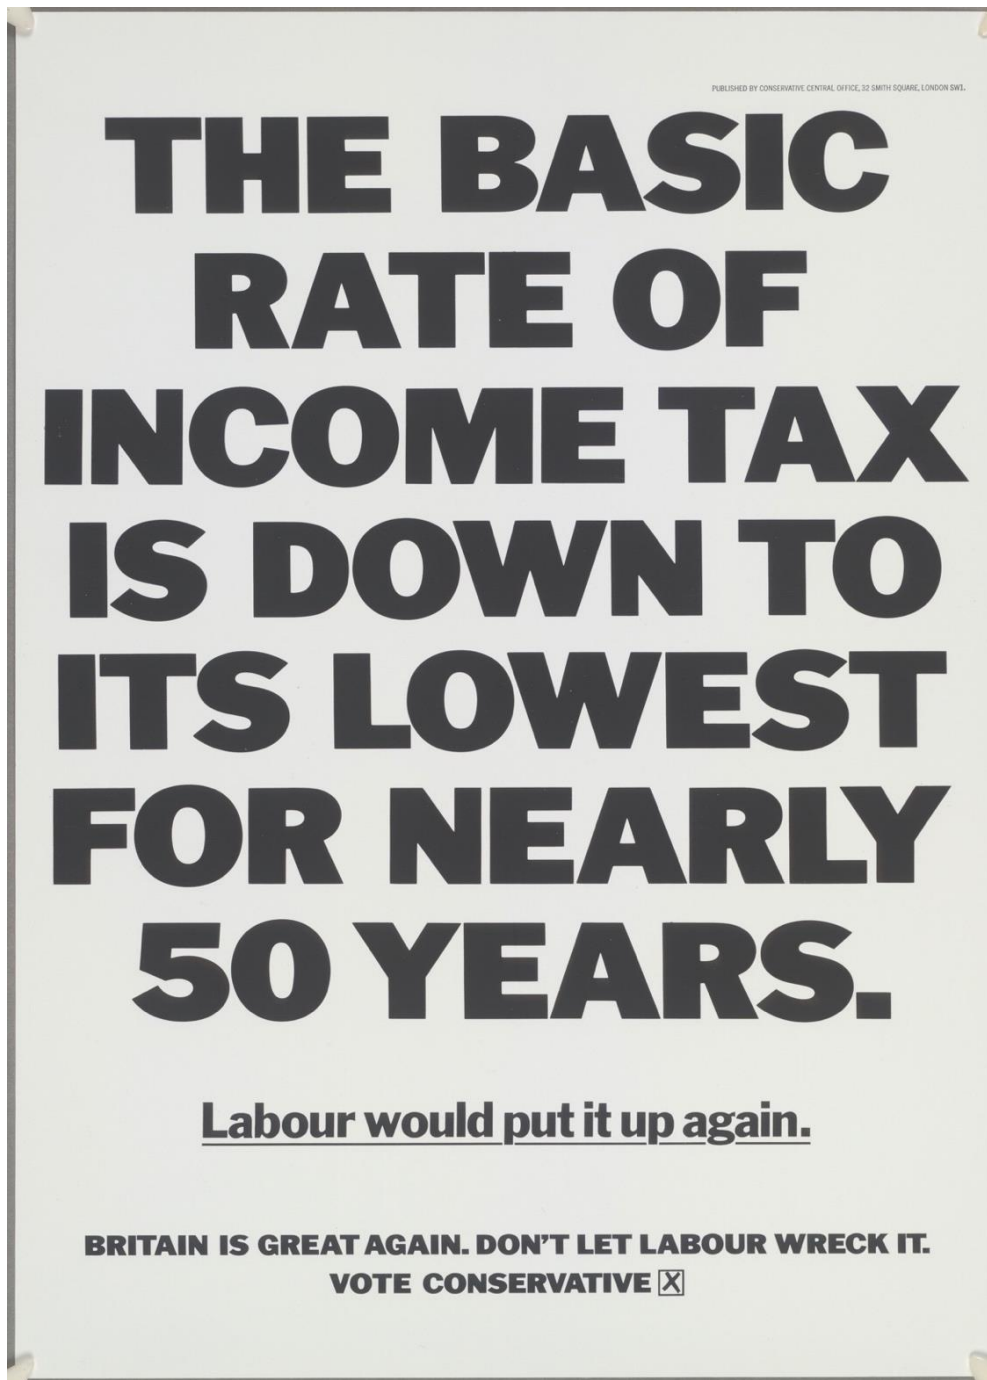 PUBLISHED BY CONSERVATIVE CENTRAL OFFICE, 32 SMITH SQUARE, LONDON SW1.
THE BASIC
RATE OF
INCOME TAX
IS DOWN TO
ITS LOWEST
FOR NEARLY
50 YEARS.
Labour would put it up again.
BRITAIN IS GREAT AGAIN. DON'T LET LABOUR WRECK IT.
VOTE CONSERVATIVE X